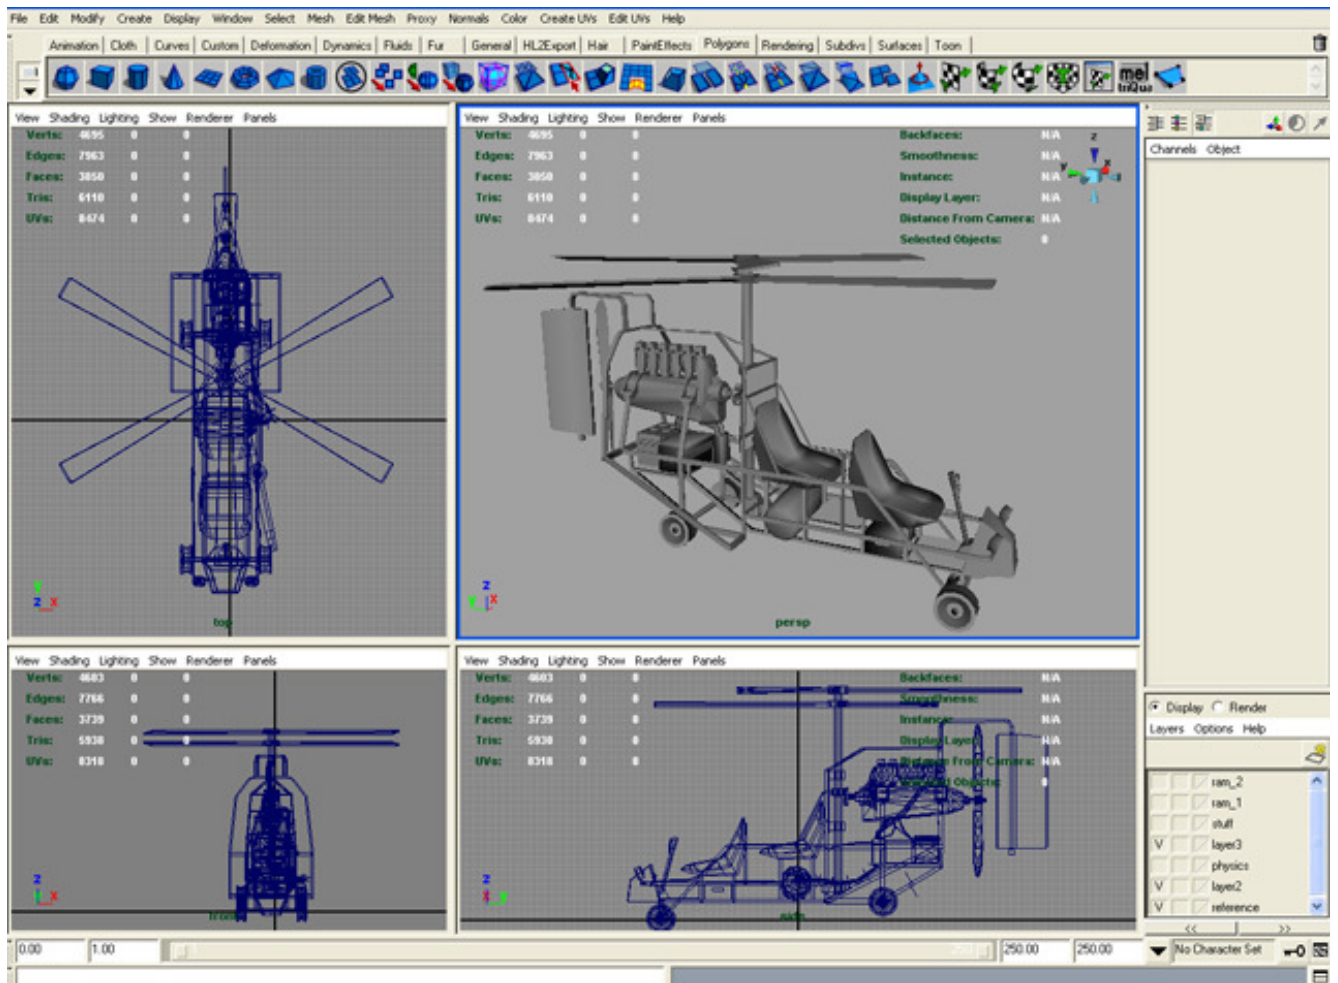 File Edit Modify Create Display Window Select Mesh Edit Mesh Proxy Normals Color Create UVs Edit UVs Help
Animation Cloth Curves Custom Deformation Dynamics Fluids Fur General HL2Export Hair PaintEffects Polygons Rendering Subdivs Surfaces Toon
mel
View Shading Lighting Show Renderer Panels
Verts: 4695 0 0
Edges: 7963 0 0
Faces: 3850 0 0
Tris: 6110 0 0
UVs: 8474 0 0
Y
Z X
top
View Shading Lighting Show Renderer Panels
Verts: 4695 0 0
Edges: 7963 0 0
Faces: 3850 0 0
Tris: 6110 0 0
UVs: 8474 0 0
Backfaces: N/A
Smoothness: N/A
Instance: N/A
Display Layer: N/A
Distance From Camera: N/A
Selected Objects: 0
Z
Y X
Z
Y X
persp
View Shading Lighting Show Renderer Panels
Verts: 4603 0 0
Edges: 7766 0 0
Faces: 3739 0 0
Tris: 5930 0 0
UVs: 8318 0 0
Z
X
front
View Shading Lighting Show Renderer Panels
Verts: 4603 0 0
Edges: 7766 0 0
Faces: 3739 0 0
Tris: 5930 0 0
UVs: 8318 0 0
Backfaces: N/A
Smoothness: N/A
Instance: N/A
Display Layer: N/A
Distance From Camera: N/A
Selected Objects: 0
Z
X Y
side
Channels Object
Display Render
Layers Options Help
ram_2
ram_1
stuff
V layer3
physics
V layer2
V reference
<< >>
0.00 1.00 250.00 250.00 No Character Set